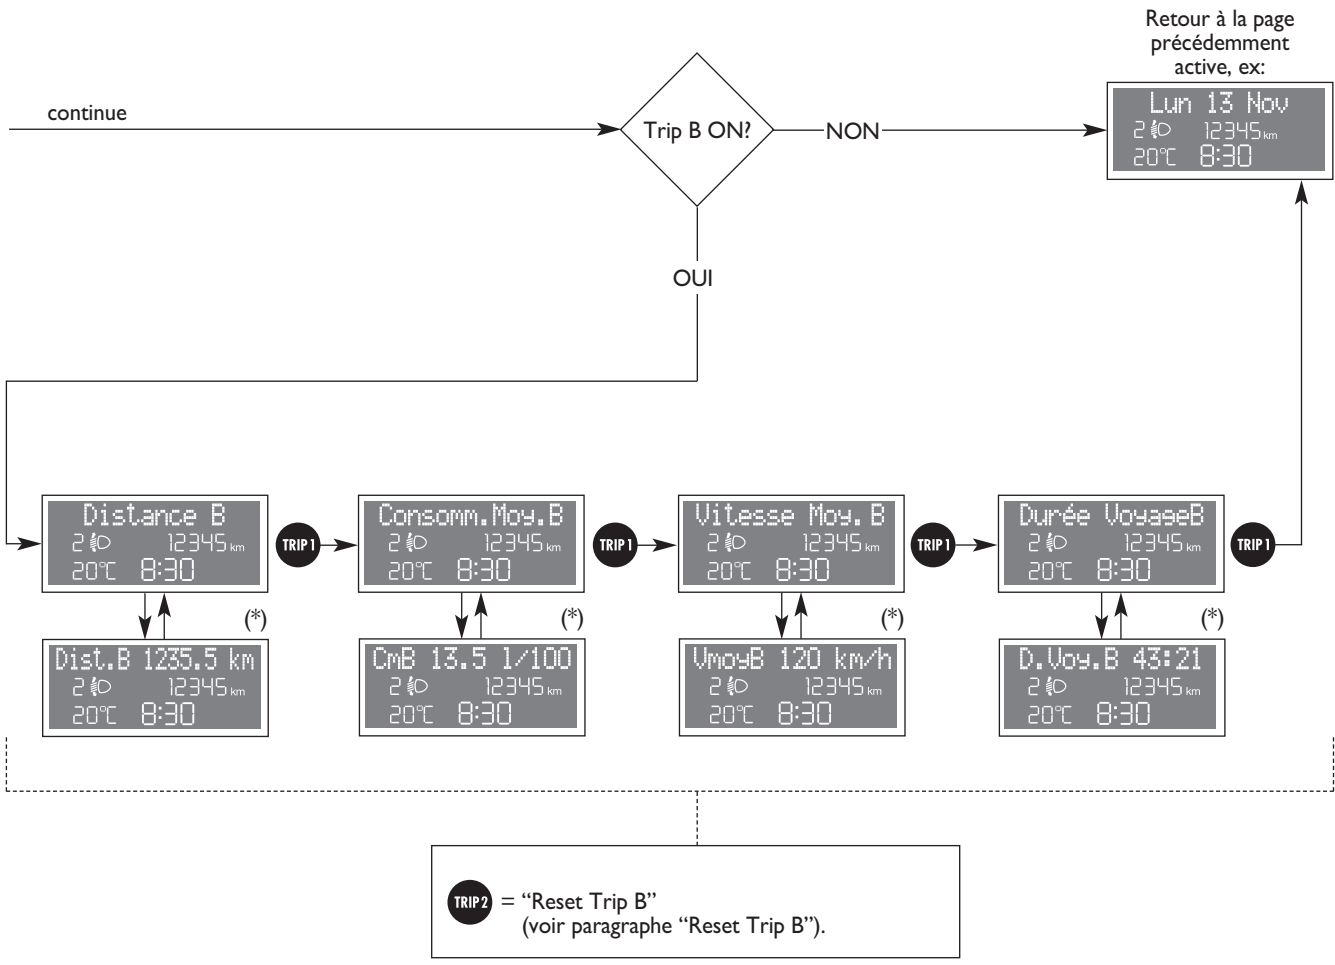 Retour à la page
précédemment
active, ex:
continue
Trip B ON?
NON
Lun 13 Nov
2 12345 km
20°C 8:30
OUI
Distance B
2 12345 km
20°C 8:30
TRIP 1
Consomm.Moy.B
2 12345 km
20°C 8:30
TRIP 1
Vitesse Moy. B
2 12345 km
20°C 8:30
TRIP 1
Durée VoyageB
2 12345 km
20°C 8:30
TRIP 1
(*)
(*)
(*)
(*)
Dist.B 1235.5 km
2 12345 km
20°C 8:30
CmB 13.5 l/100
2 12345 km
20°C 8:30
VmoyB 120 km/h
2 12345 km
20°C 8:30
D.Voy.B 43:21
2 12345 km
20°C 8:30
TRIP 2 = “Reset Trip B”
(voir paragraphe “Reset Trip B”).